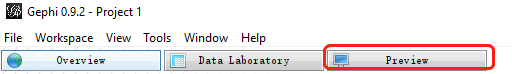 Gephi 0.9.2 - Project 1
File Workspace View Tools Window Help
Overview Data Laboratory Preview